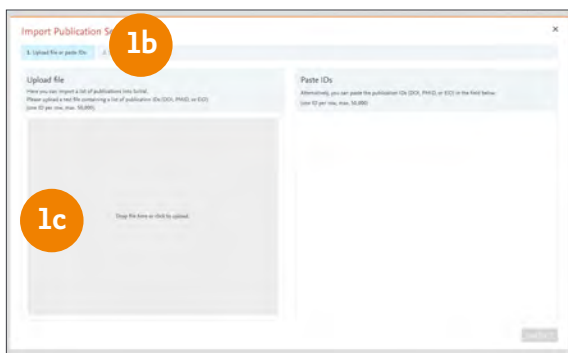 Import Publication Se
1b
1. Upload file or paste IDs
Upload file
Here you can import a list of publications into
Please upload a text file containing a list of publication IDs (DOI, PMID, or EID)
(one ID per row, max. 50,000).
Paste IDs
Alternatively, you can paste the publication IDs (DOI, PMID, or EID) in the field below.
(one ID per row, max. 50,000)
1c
Drop file here or click to upload.